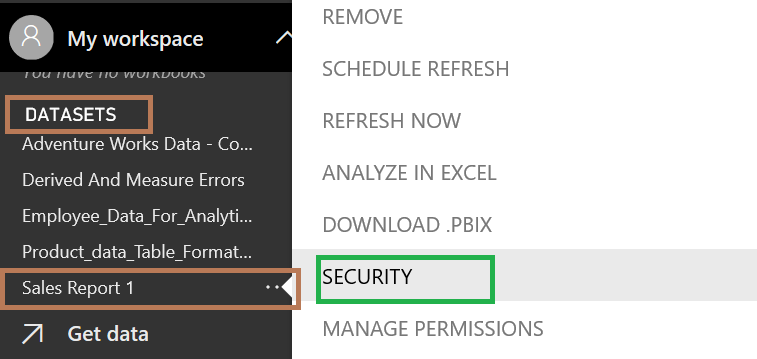 My workspace
You have no workbooks
DATASETS
Adventure Works Data - Co...
Derived And Measure Errors
Employee_Data_For_Analyti...
Product_data_Table_Format...
Sales Report 1
Get data
REMOVE
SCHEDULE REFRESH
REFRESH NOW
ANALYZE IN EXCEL
DOWNLOAD .PBIX
SECURITY
MANAGE PERMISSIONS